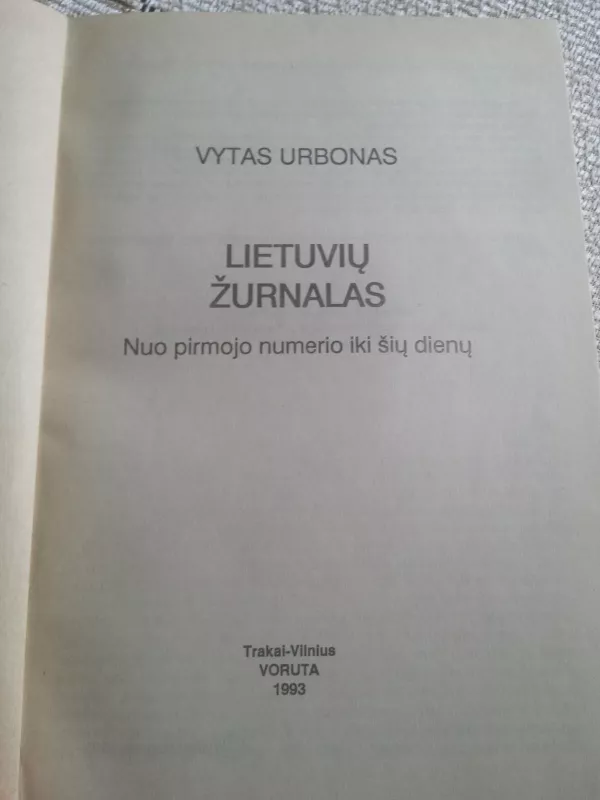 VYTAS URBONAS
LIETUVIŲ
ŽURNALAS
Nuo pirmojo numerio iki šių dienų
Trakai-Vilnius
VORUTA
1993